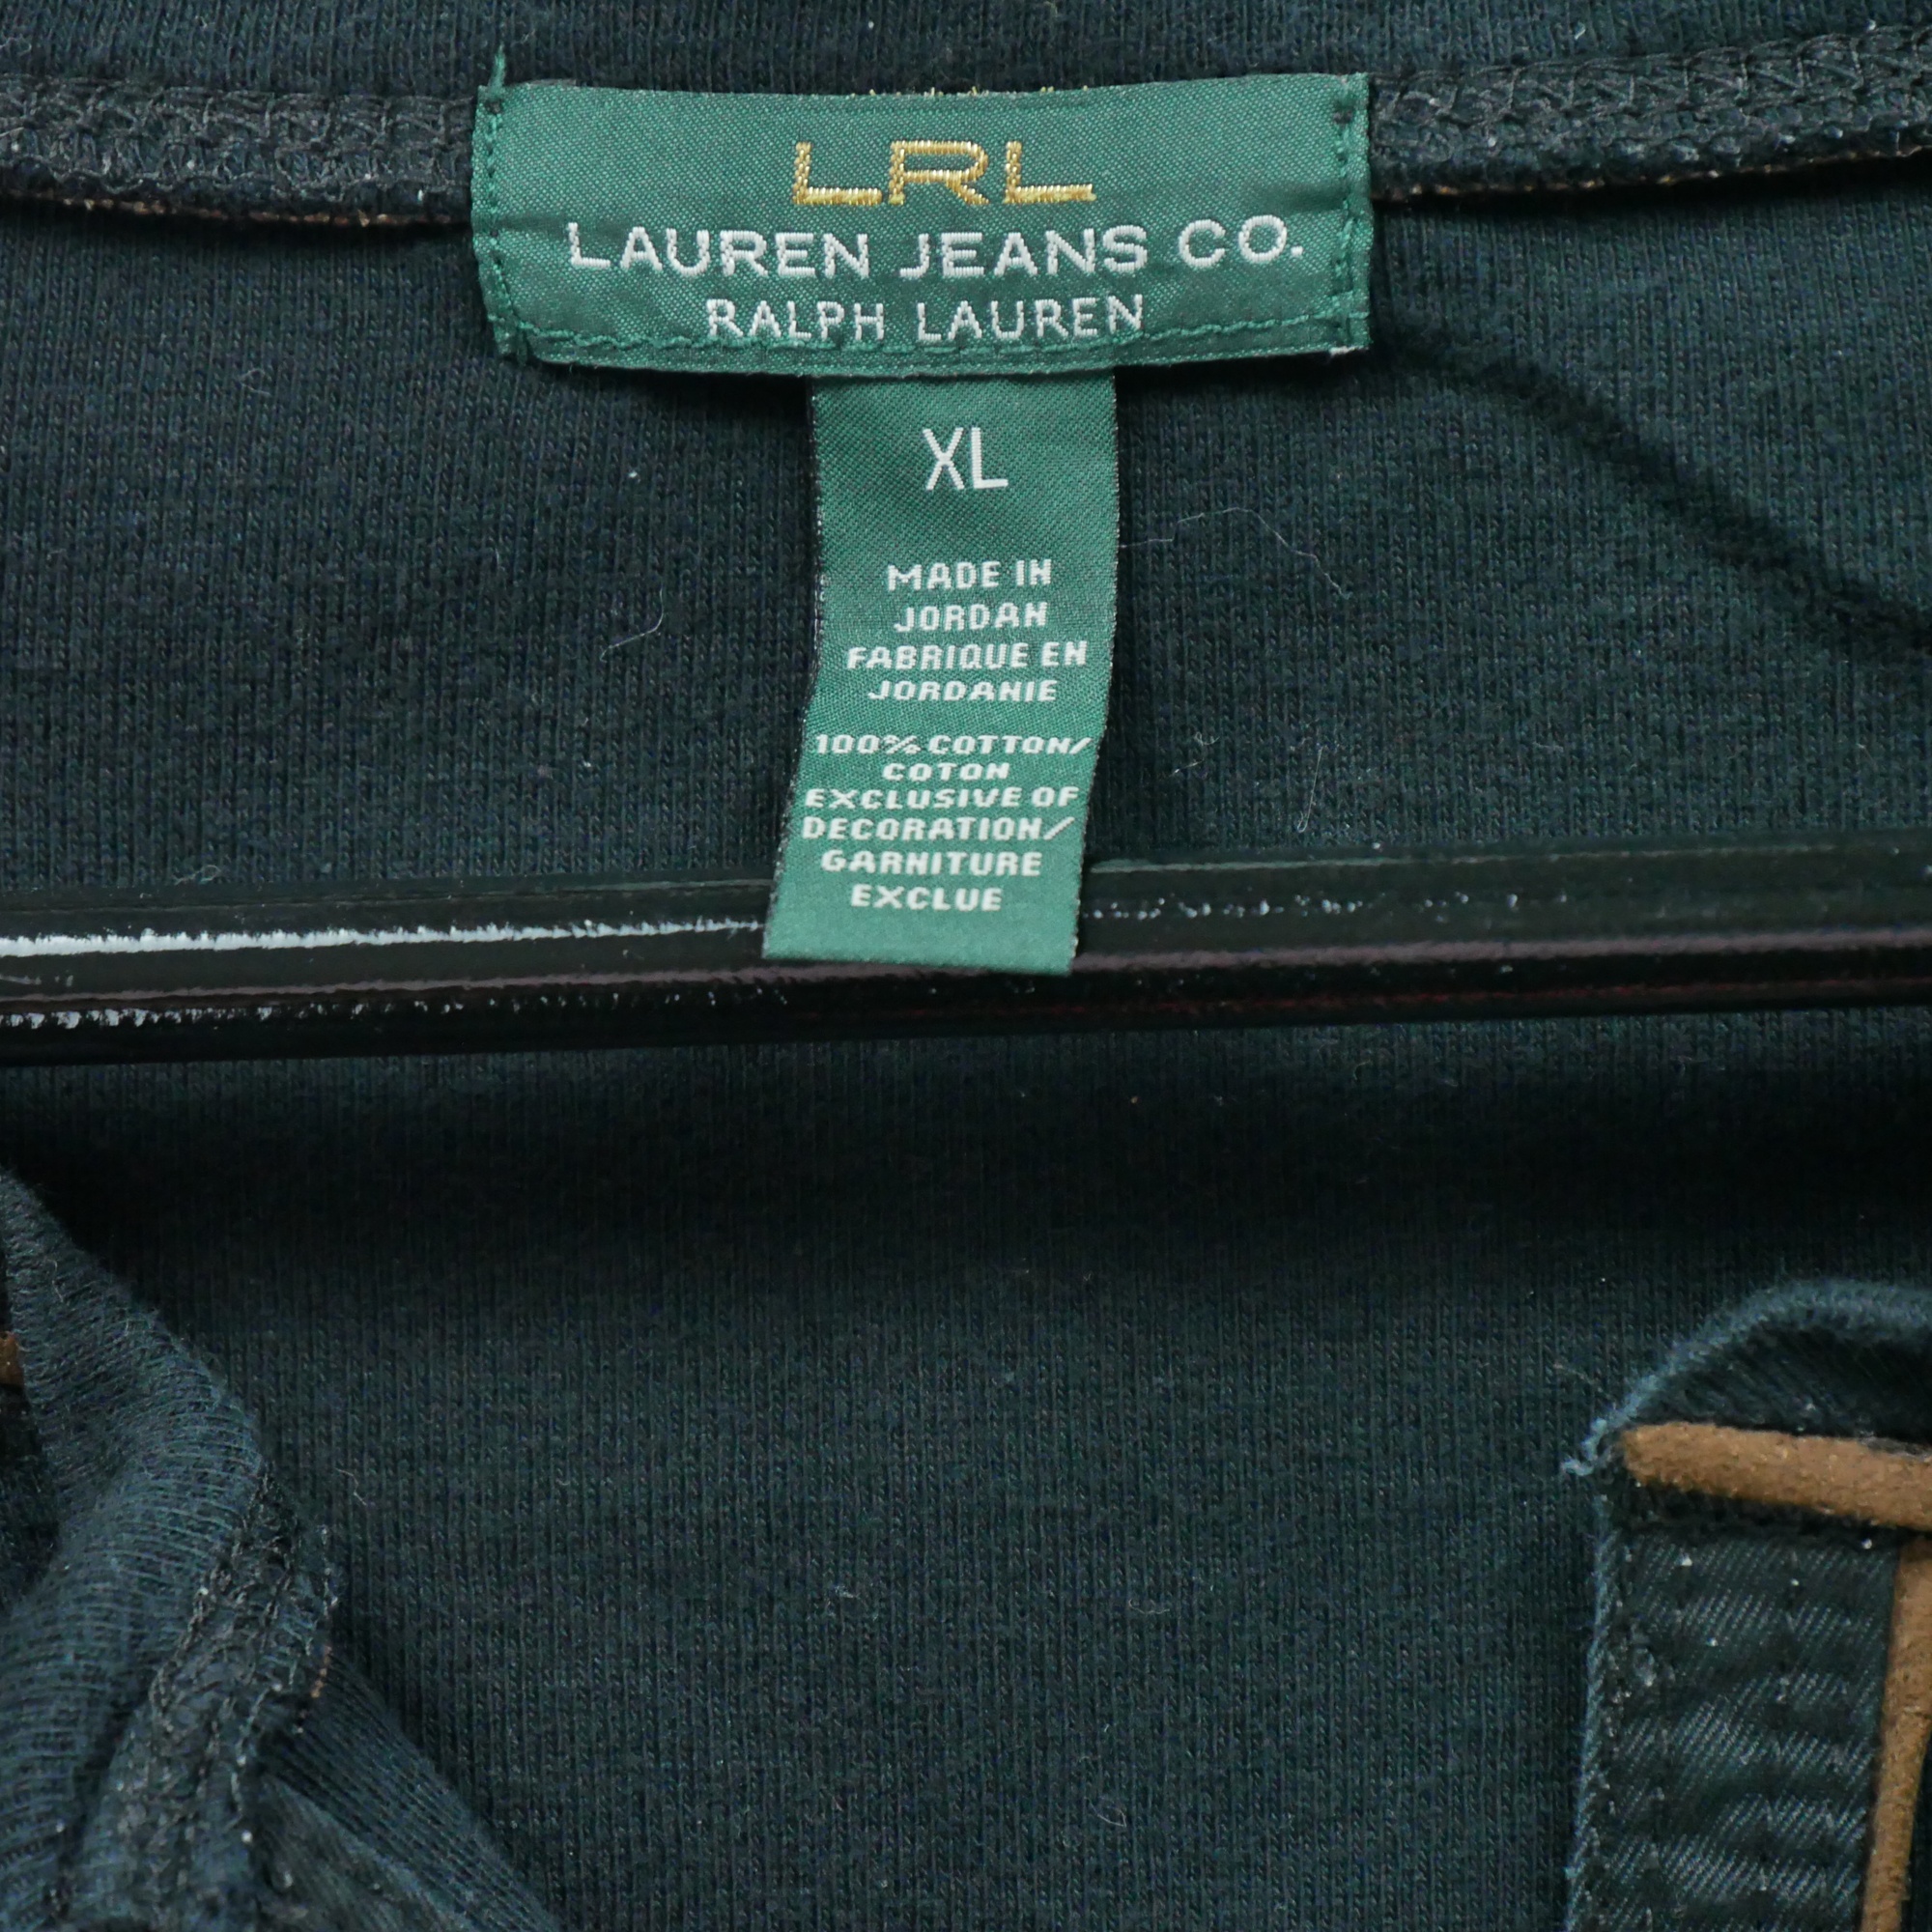 LRL
LAUREN JEANS CO.
RALPH LAUREN
XL
MADE IN
JORDAN
FABRIQUE EN
JORDANIE
100% COTTON/
COTON
EXCLUSIVE OF
DECORATION/
GARNITURE
EXCLUE